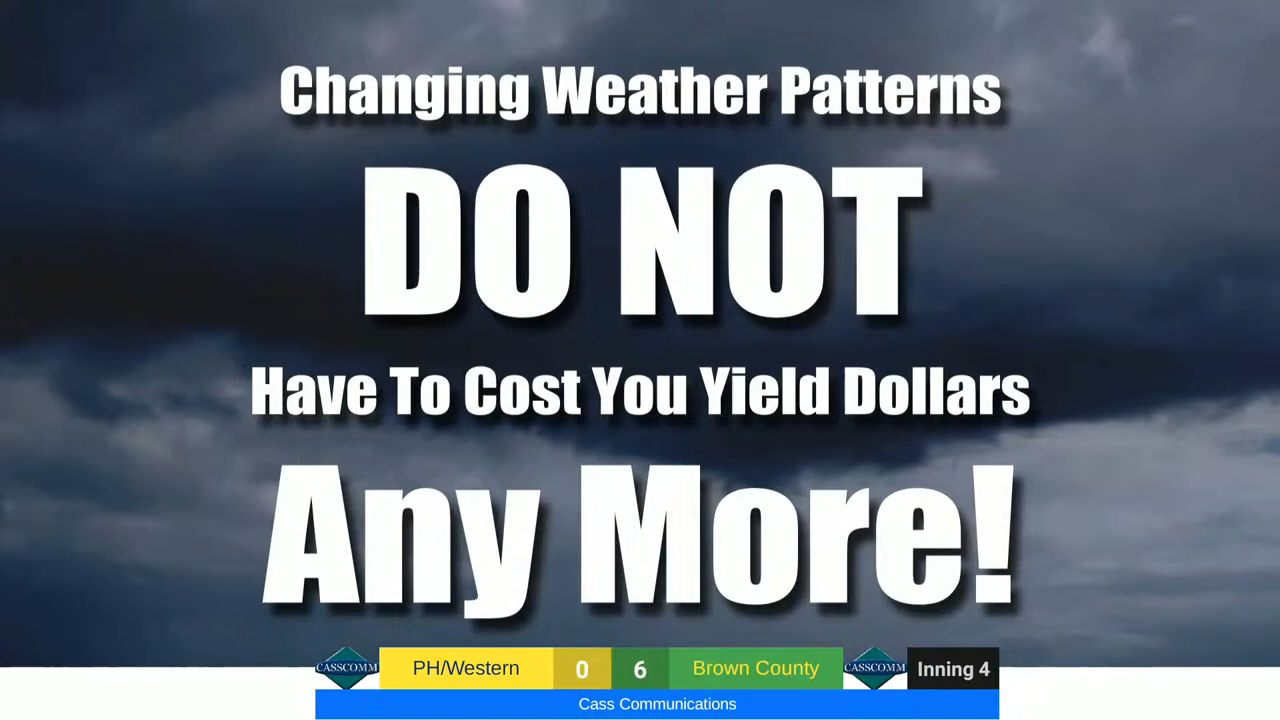 Changing Weather Patterns
DO NOT
Have To Cost You Yield Dollars
Any More!
CASSCOMM PH/Western 0 6 Brown County CASSCOMM Inning 4
Cass Communications